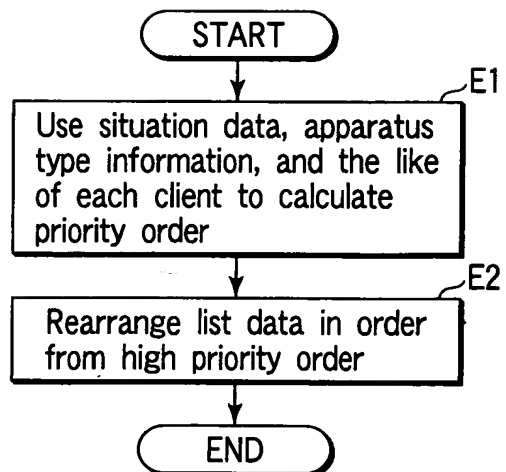 START
E1
Use situation data, apparatus
type information, and the like
of each client to calculate
priority order
E2
Rearrange list data in order
from high priority order
END